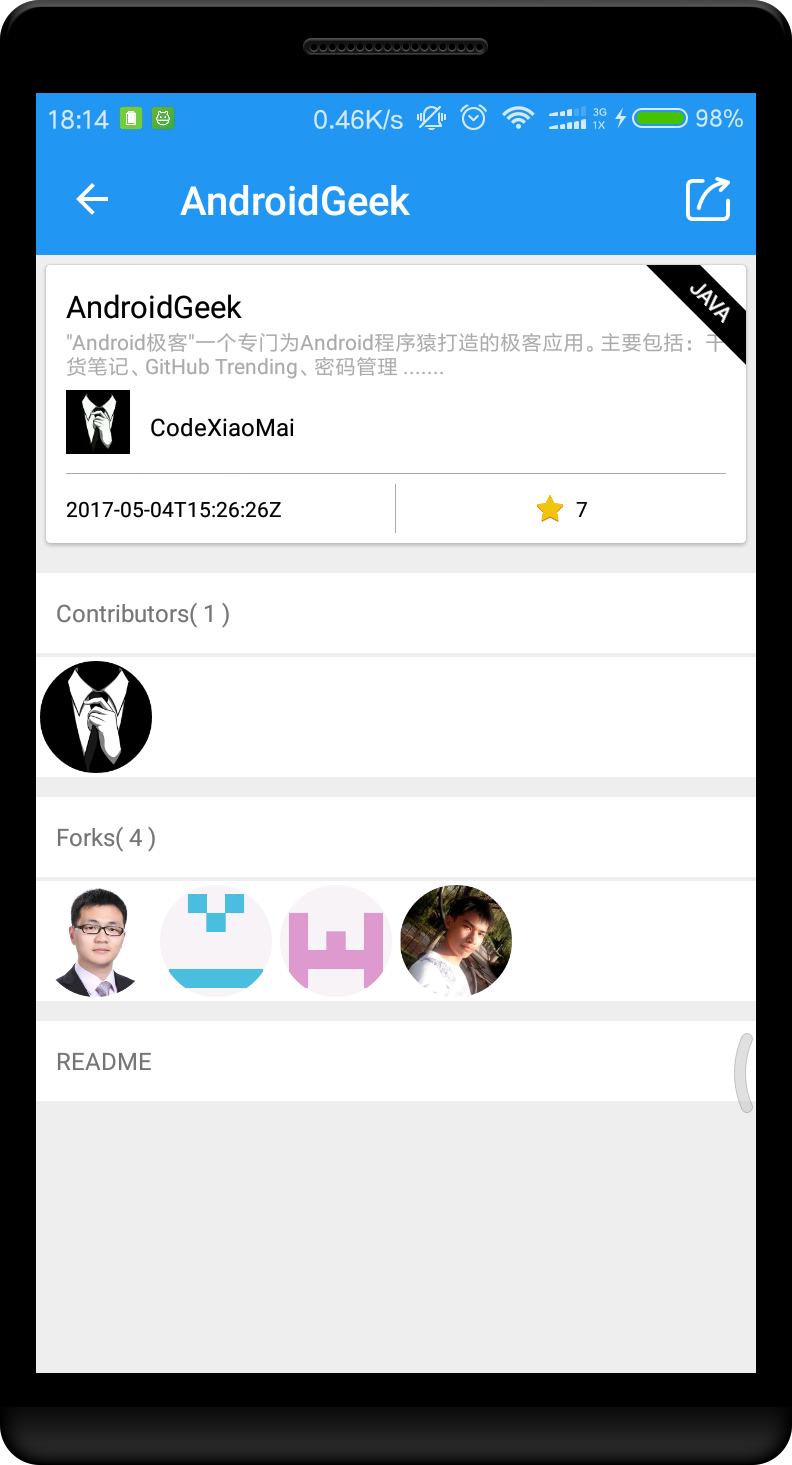 18:14 0.46K/s 3G 1X 98%
AndroidGeek
JAVA
AndroidGeek
"Android极客"一个专门为Android程序猿打造的极客应用。主要包括：干
货笔记、GitHub Trending、密码管理 .......
CodeXiaoMai
2017-05-04T15:26:26Z 7
Contributors( 1 )
Forks( 4 )
README